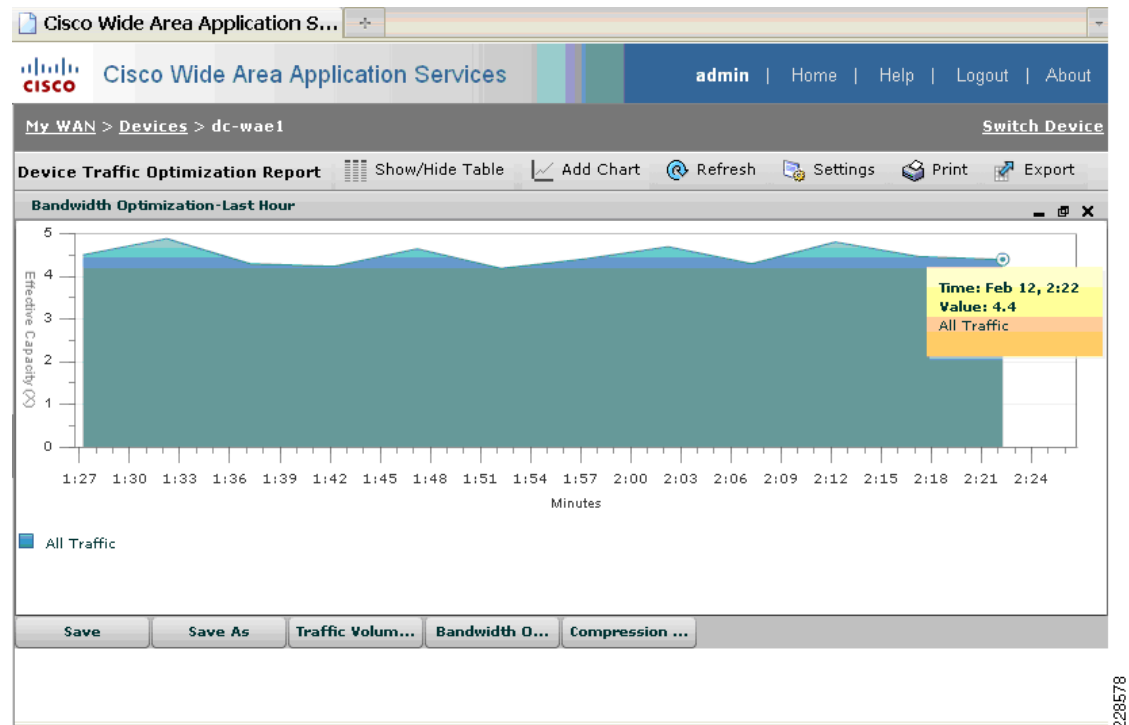 Cisco Wide Area Application S...
CISCO
Cisco Wide Area Application Services
admin | Home | Help | Logout | About
My WAN > Devices > dc-wae1
Switch Device
Device Traffic Optimization Report
Show/Hide Table
Add Chart
Refresh
Settings
Print
Export
Bandwidth Optimization-Last Hour
Effective Capacity (X)
5
4
3
2
1
0
Time: Feb 12, 2:22
Value: 4.4
All Traffic
1:27 1:30 1:33 1:36 1:39 1:42 1:45 1:48 1:51 1:54 1:57 2:00 2:03 2:06 2:09 2:12 2:15 2:18 2:21 2:24
Minutes
All Traffic
Save
Save As
Traffic Volum...
Bandwidth O...
Compression ...
228578